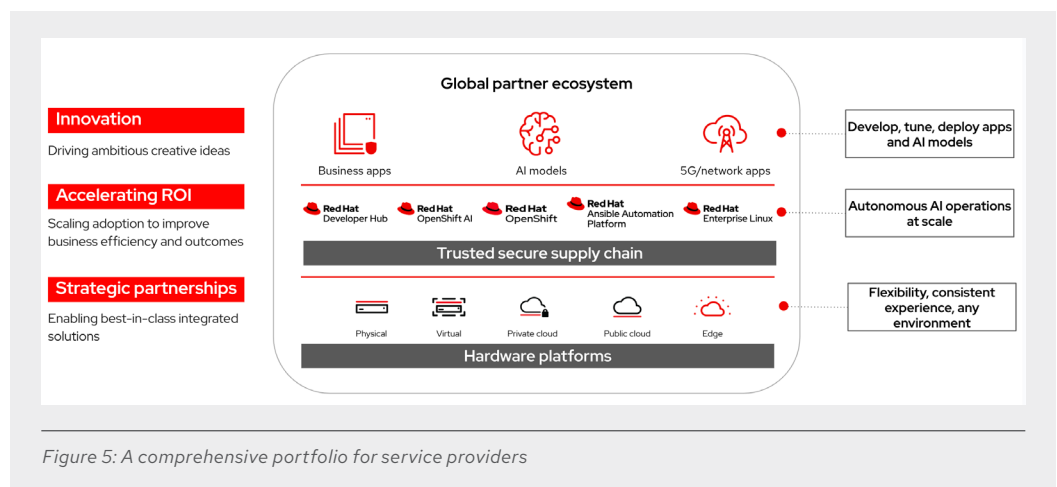 Global partner ecosystem
Innovation
Driving ambitious creative ideas
Accelerating ROI
Scaling adoption to improve
business efficiency and outcomes
Strategic partnerships
Enabling best-in-class integrated
solutions
Business apps
AI models
5G/network apps
Red Hat
Developer Hub
Red Hat
OpenShift AI
Red Hat
OpenShift
Red Hat
Ansible Automation
Platform
Red Hat
Enterprise Linux
Trusted secure supply chain
Physical
Virtual
Private cloud
Public cloud
Edge
Hardware platforms
Develop, tune, deploy apps
and AI models
Autonomous AI operations
at scale
Flexibility, consistent
experience, any
environment
Figure 5: A comprehensive portfolio for service providers